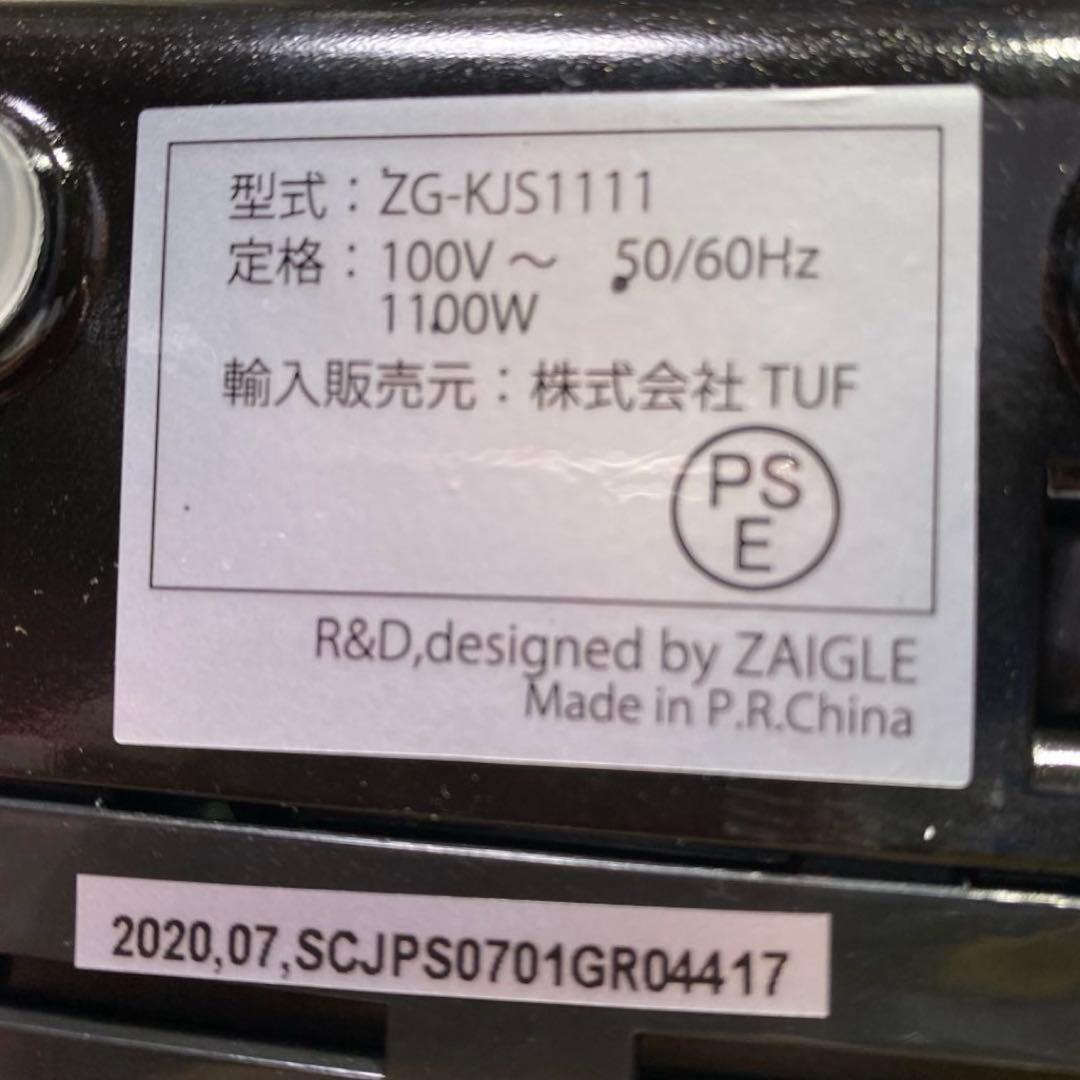 型式：ZG-KJS1111
定格：100V～　50/60Hz
1100W
輸入販売元：株式会社 TUF
PS
E
R&D,designed by ZAIGLE
Made in P.R.China
2020,07,SCJPS0701GR04417